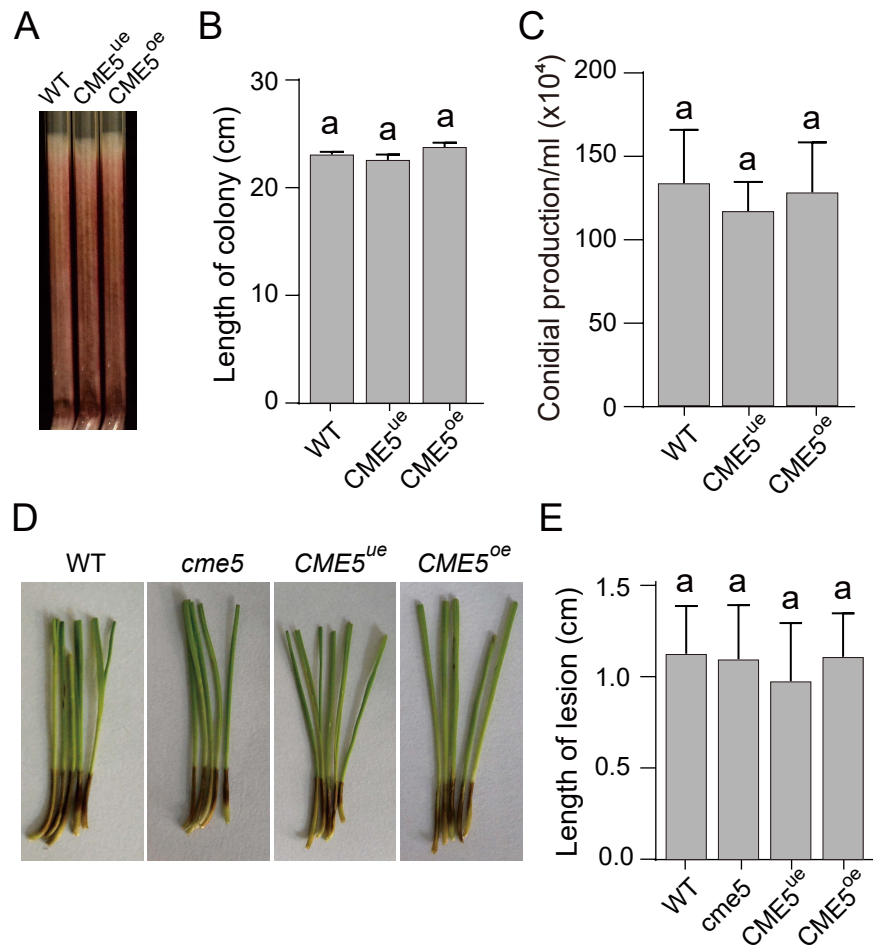 A
WT
CME5ue
CME5oe
B
Length of colony (cm)
30
20
10
0
a
a
a
WT
CME5ue
CME5oe
C
Conidial production/ml (x10⁴)
200
150
100
50
0
a
a
a
WT
CME5ue
CME5oe
D
WT
cme5
CME5ue
CME5oe
E
Length of lesion (cm)
1.5
1.0
0.5
0.0
a
a
a
a
WT
cme5
CME5ue
CME5oe